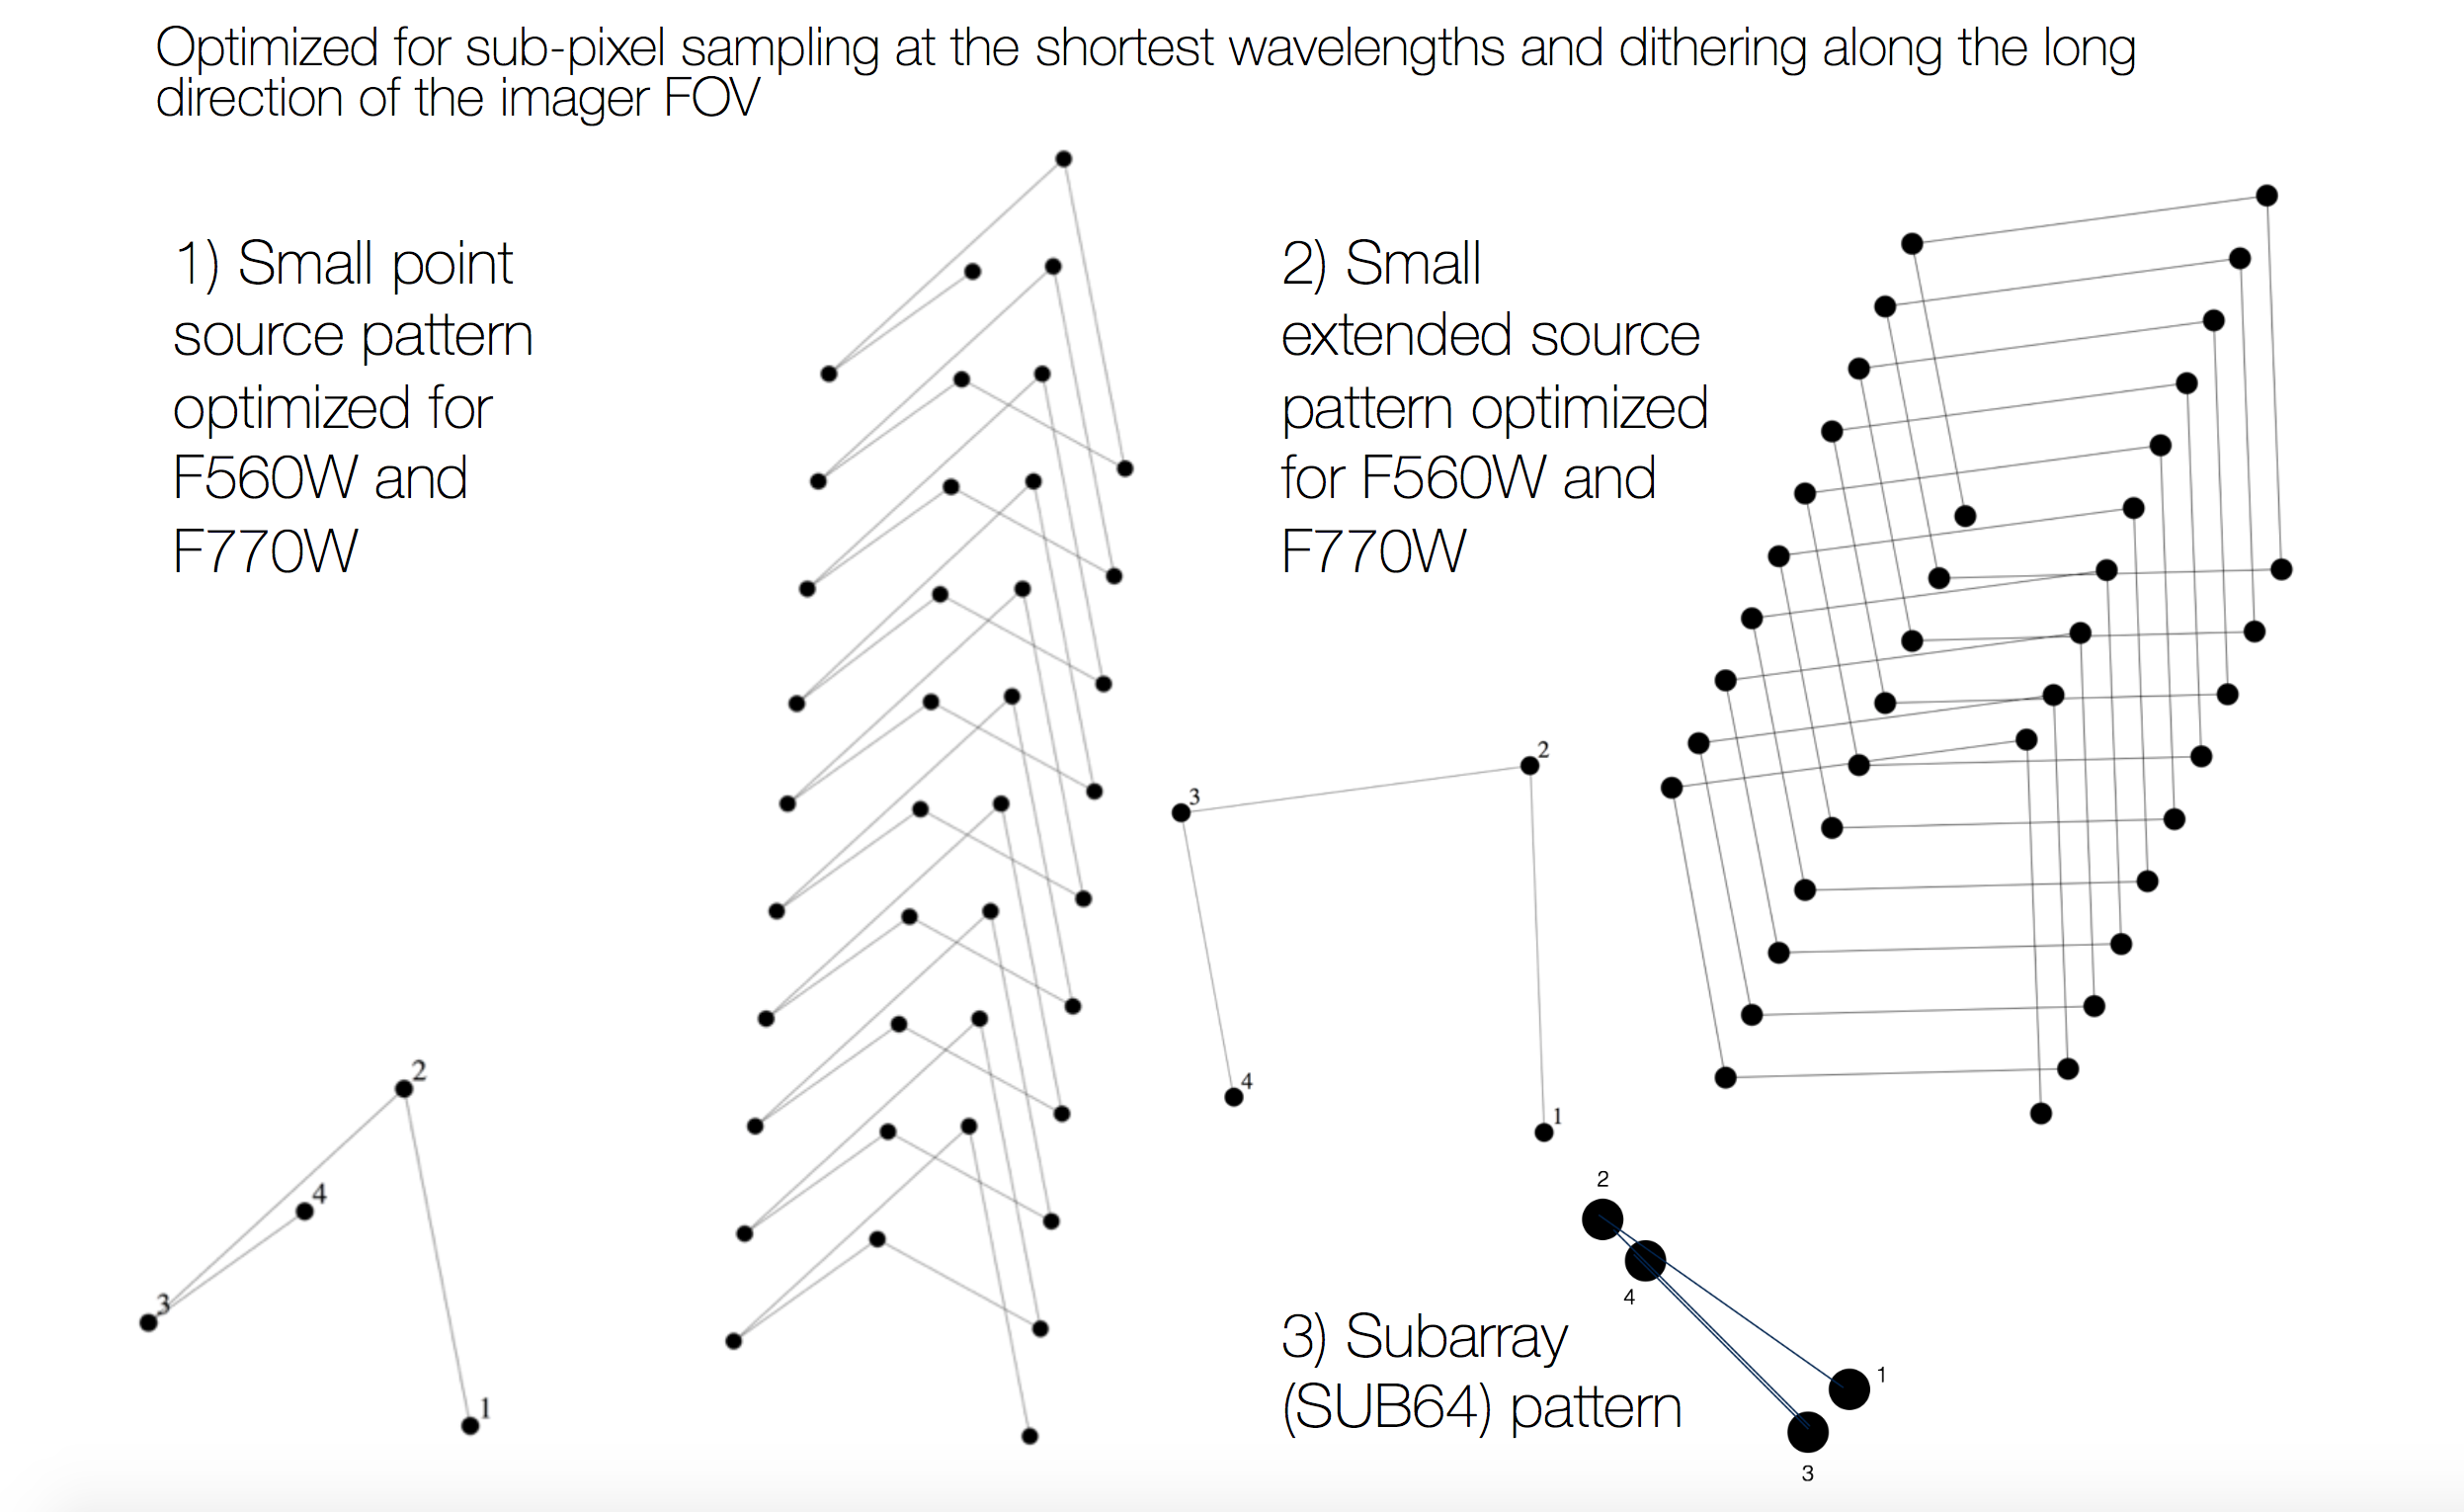 Optimized for sub-pixel sampling at the shortest wavelengths and dithering along the long
direction of the imager FOV
1) Small point
source pattern
optimized for
F560W and
F770W
2) Small
extended source
pattern optimized
for F560W and
F770W
2
3
4
1
2
3
4
1
3) Subarray
(SUB64) pattern
2
4
1
3